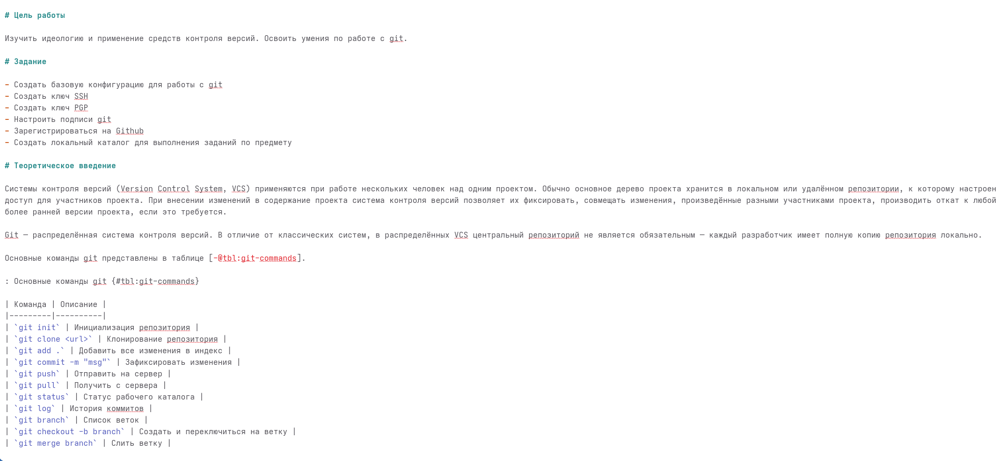 # Цель работы
Изучить идеологию и применение средств контроля версий. Освоить умения по работе с git.
# Задание
- Создать базовую конфигурацию для работы с git
- Создать ключ SSH
- Создать ключ PGP
- Настроить подписи git
- Зарегистрироваться на Github
- Создать локальный каталог для выполнения заданий по предмету
# Теоретическое введение
Системы контроля версий (Version Control System, VCS) применяются при работе нескольких человек над одним проектом. Обычно основное дерево проекта хранится в локальном или удалённом репозитории, к которому настроен
доступ для участников проекта. При внесении изменений в содержание проекта система контроля версий позволяет их фиксировать, совмещать изменения, произведённые разными участниками проекта, производить откат к любой
более ранней версии проекта, если это требуется.
Git — распределённая система контроля версий. В отличие от классических систем, в распределённых VCS центральный репозиторий не является обязательным — каждый разработчик имеет полную копию репозитория локально.
Основные команды git представлены в таблице [-@tbl:git-commands].
: Основные команды git {#tbl:git-commands}
| Команда | Описание |
|---------|----------|
| `git init` | Инициализация репозитория |
| `git clone <url>` | Клонирование репозитория |
| `git add .` | Добавить все изменения в индекс |
| `git commit -m "msg"` | Зафиксировать изменения |
| `git push` | Отправить на сервер |
| `git pull` | Получить с сервера |
| `git status` | Статус рабочего каталога |
| `git log` | История коммитов |
| `git branch` | Список веток |
| `git checkout -b branch` | Создать и переключиться на ветку |
| `git merge branch` | Слить ветку |